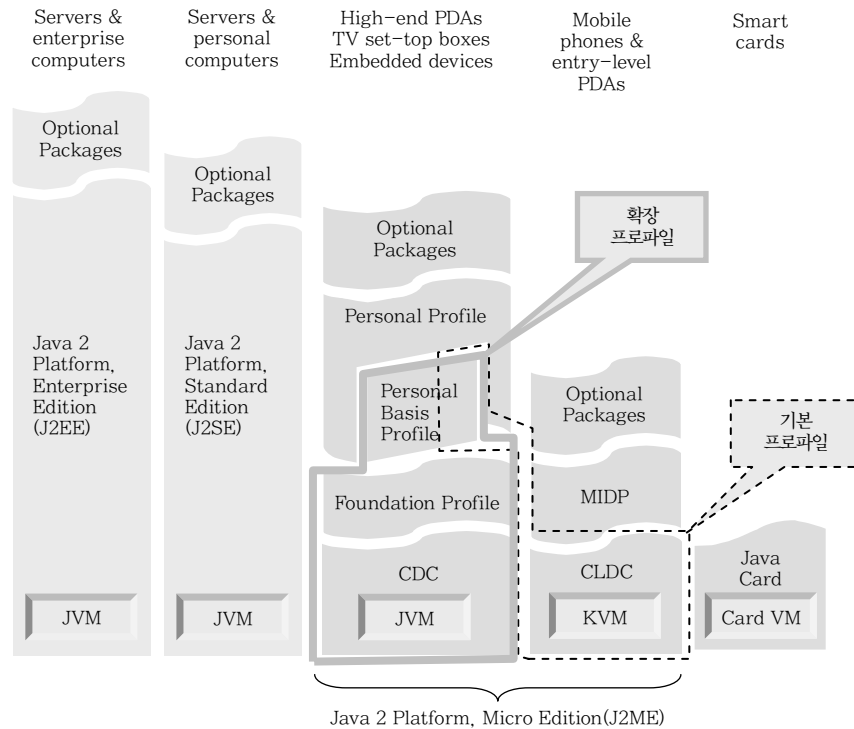 Servers &
enterprise
computers
Servers &
personal
computers
High-end PDAs
TV set-top boxes
Embedded devices
Mobile
phones &
entry-level
PDAs
Smart
cards
Optional
Packages
Optional
Packages
Optional
Packages
확장
프로파일
Personal Profile
Java 2
Platform,
Enterprise
Edition
(J2EE)
Java 2
Platform,
Standard
Edition
(J2SE)
Personal
Basis
Profile
Optional
Packages
기본
프로파일
Foundation Profile
MIDP
CDC
CLDC
Java
Card
JVM
JVM
JVM
KVM
Card VM
Java 2 Platform, Micro Edition(J2ME)